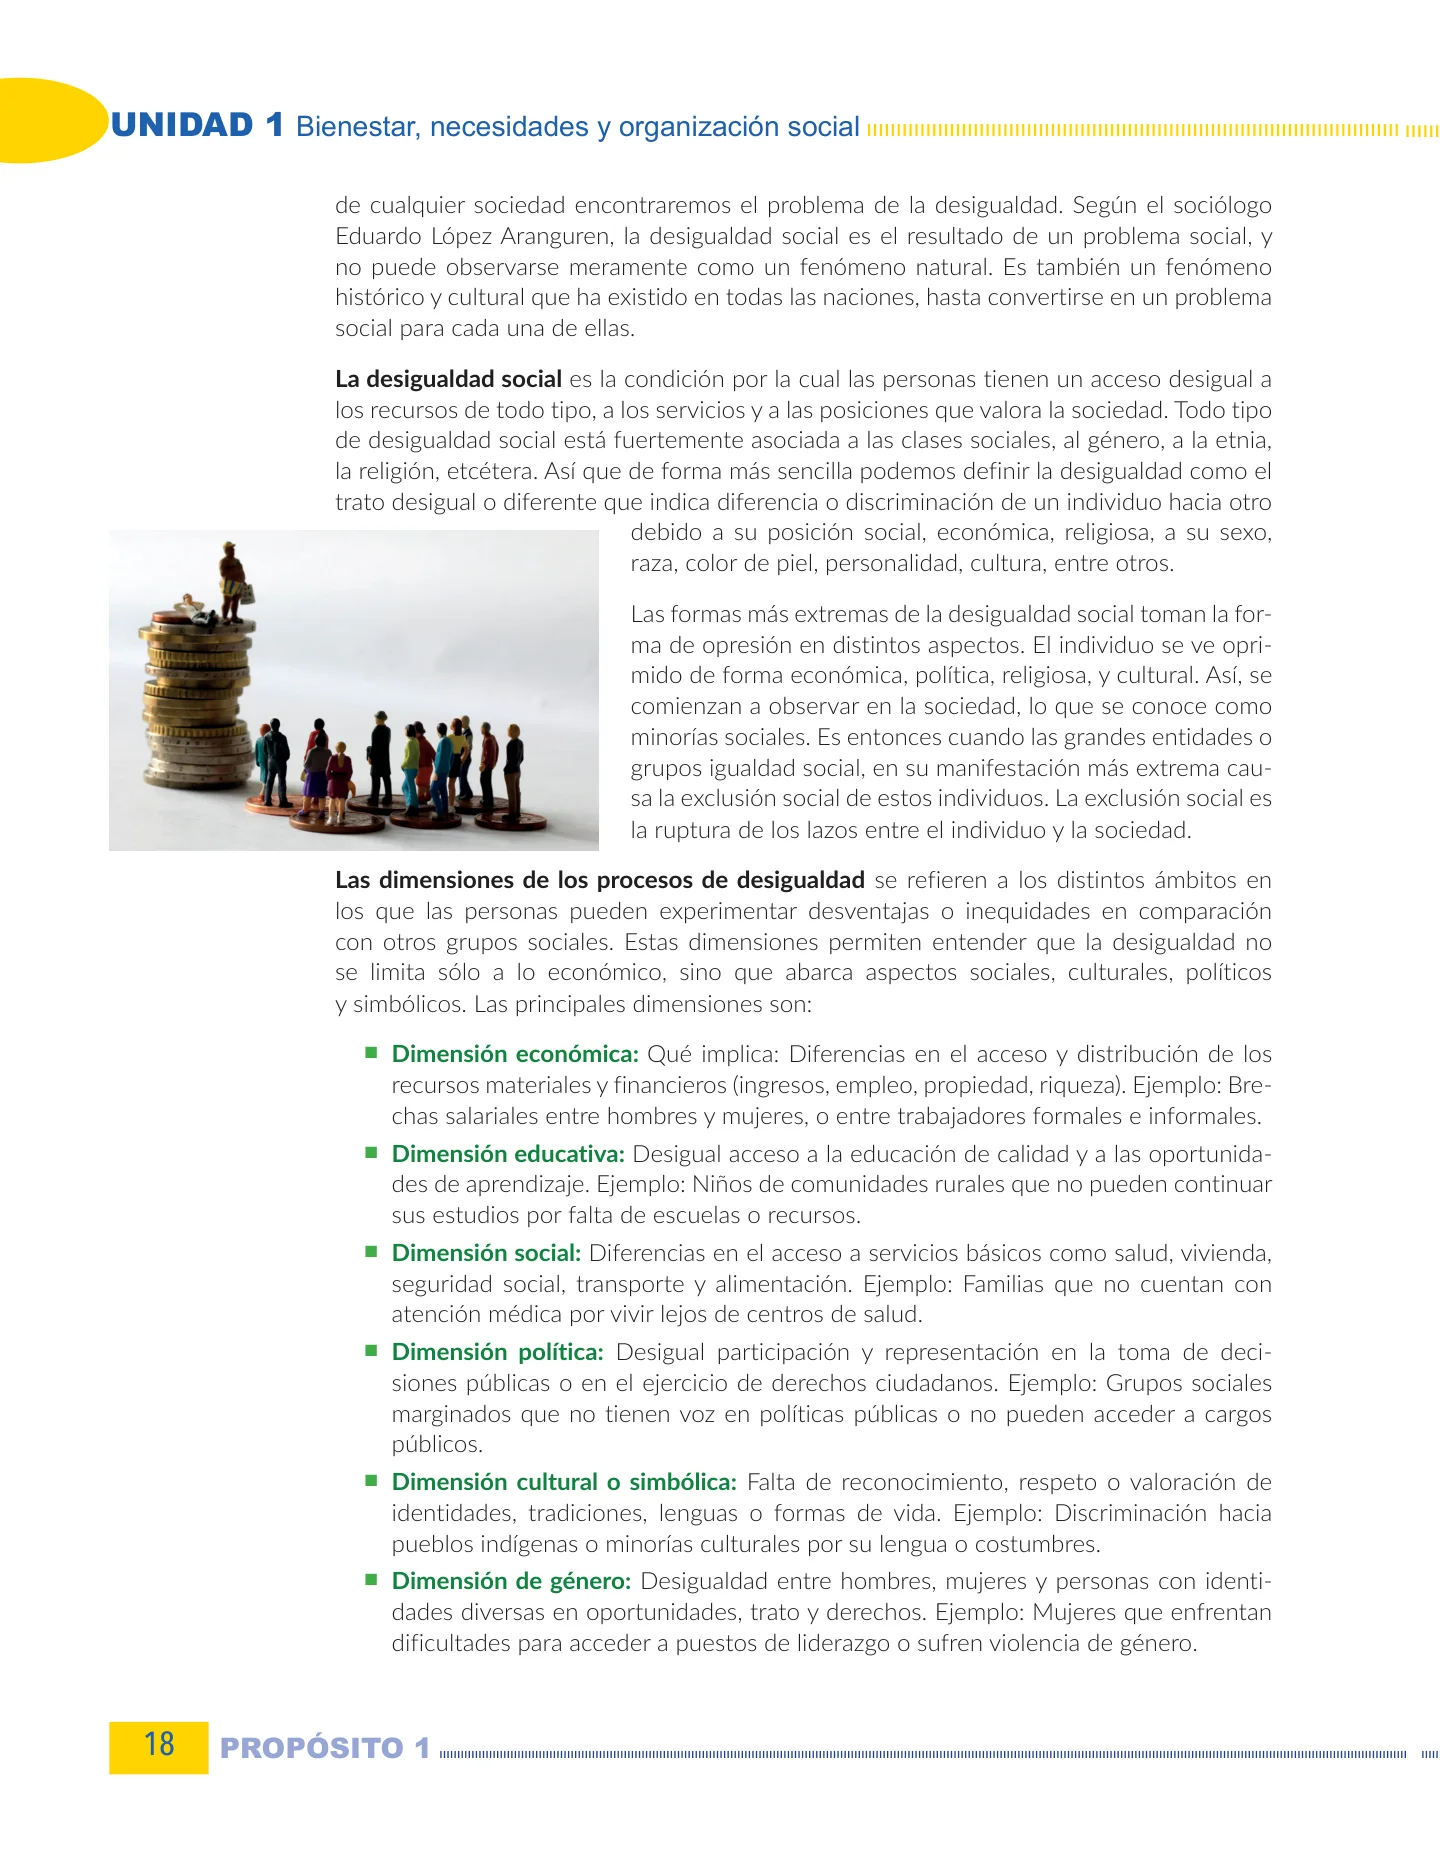 UNIDAD 1 Bienestar, necesidades y organización social
de cualquier sociedad encontraremos el problema de la desigualdad. Según el sociólogo
Eduardo López Aranguren, la desigualdad social es el resultado de un problema social, y
no puede observarse meramente como un fenómeno natural. Es también un fenómeno
histórico y cultural que ha existido en todas las naciones, hasta convertirse en un problema
social para cada una de ellas.
La desigualdad social es la condición por la cual las personas tienen un acceso desigual a
los recursos de todo tipo, a los servicios y a las posiciones que valora la sociedad. Todo tipo
de desigualdad social está fuertemente asociada a las clases sociales, al género, a la etnia,
la religión, etcétera. Así que de forma más sencilla podemos definir la desigualdad como el
trato desigual o diferente que indica diferencia o discriminación de un individuo hacia otro
debido a su posición social, económica, religiosa, a su sexo,
raza, color de piel, personalidad, cultura, entre otros.
Las formas más extremas de la desigualdad social toman la for-
ma de opresión en distintos aspectos. El individuo se ve opri-
mido de forma económica, política, religiosa, y cultural. Así, se
comienzan a observar en la sociedad, lo que se conoce como
minorías sociales. Es entonces cuando las grandes entidades o
grupos igualdad social, en su manifestación más extrema cau-
sa la exclusión social de estos individuos. La exclusión social es
la ruptura de los lazos entre el individuo y la sociedad.
Las dimensiones de los procesos de desigualdad se refieren a los distintos ámbitos en
los que las personas pueden experimentar desventajas o inequidades en comparación
con otros grupos sociales. Estas dimensiones permiten entender que la desigualdad no
se limita sólo a lo económico, sino que abarca aspectos sociales, culturales, políticos
y simbólicos. Las principales dimensiones son:
■ Dimensión económica: Qué implica: Diferencias en el acceso y distribución de los
recursos materiales y financieros (ingresos, empleo, propiedad, riqueza). Ejemplo: Bre-
chas salariales entre hombres y mujeres, o entre trabajadores formales e informales.
■ Dimensión educativa: Desigual acceso a la educación de calidad y a las oportunida-
des de aprendizaje. Ejemplo: Niños de comunidades rurales que no pueden continuar
sus estudios por falta de escuelas o recursos.
■ Dimensión social: Diferencias en el acceso a servicios básicos como salud, vivienda,
seguridad social, transporte y alimentación. Ejemplo: Familias que no cuentan con
atención médica por vivir lejos de centros de salud.
■ Dimensión política: Desigual participación y representación en la toma de deci-
siones públicas o en el ejercicio de derechos ciudadanos. Ejemplo: Grupos sociales
marginados que no tienen voz en políticas públicas o no pueden acceder a cargos
públicos.
■ Dimensión cultural o simbólica: Falta de reconocimiento, respeto o valoración de
identidades, tradiciones, lenguas o formas de vida. Ejemplo: Discriminación hacia
pueblos indígenas o minorías culturales por su lengua o costumbres.
■ Dimensión de género: Desigualdad entre hombres, mujeres y personas con identi-
dades diversas en oportunidades, trato y derechos. Ejemplo: Mujeres que enfrentan
dificultades para acceder a puestos de liderazgo o sufren violencia de género.
18 PROPÓSITO 1